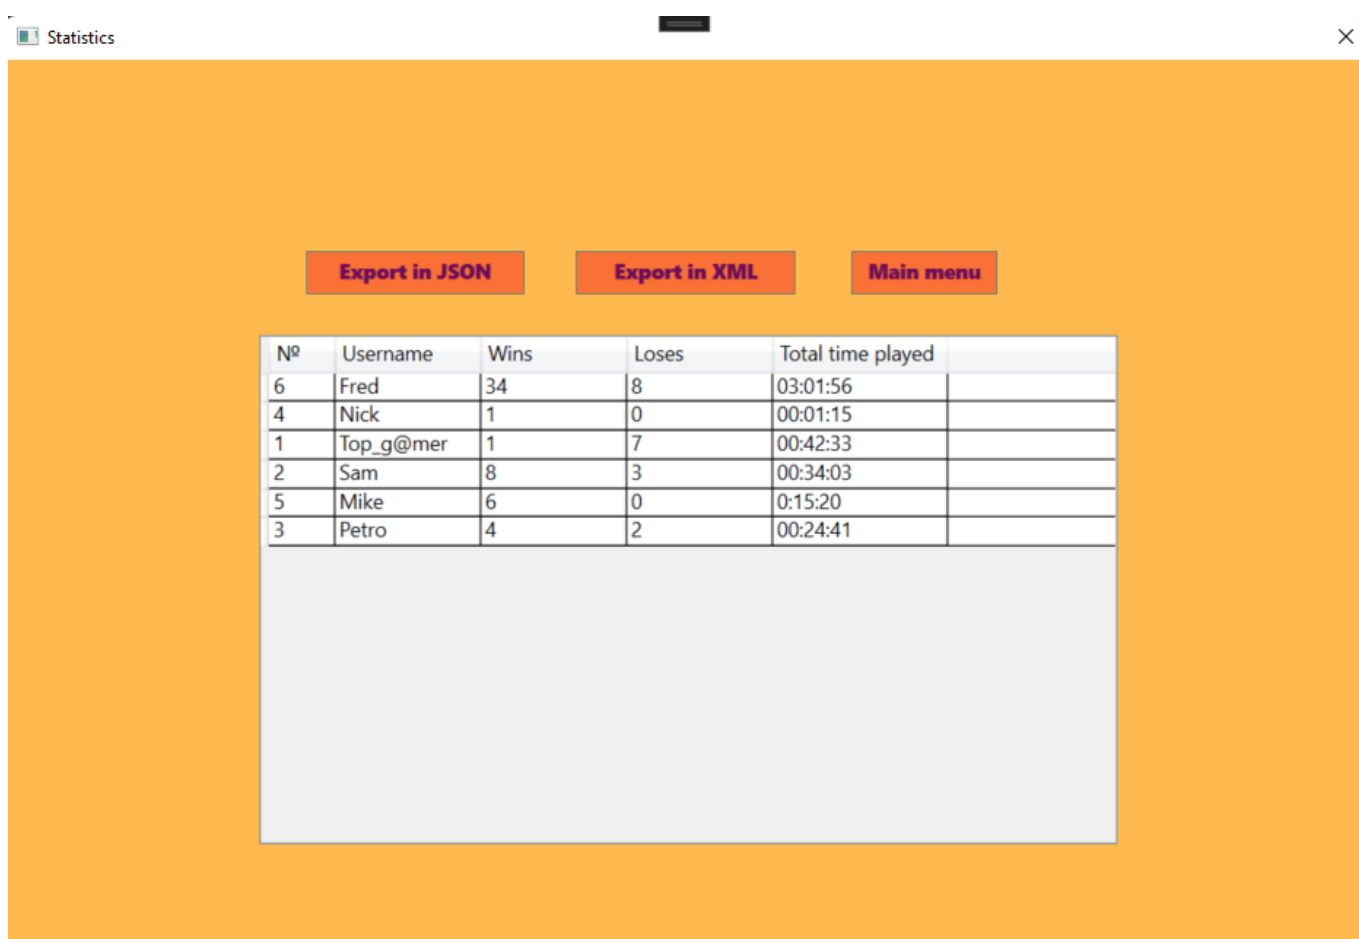 Statistics
Export in JSON Export in XML Main menu
Nº Username Wins Loses Total time played
6 Fred 34 8 03:01:56
4 Nick 1 0 00:01:15
1 Top_g@mer 1 7 00:42:33
2 Sam 8 3 00:34:03
5 Mike 6 0 0:15:20
3 Petro 4 2 00:24:41